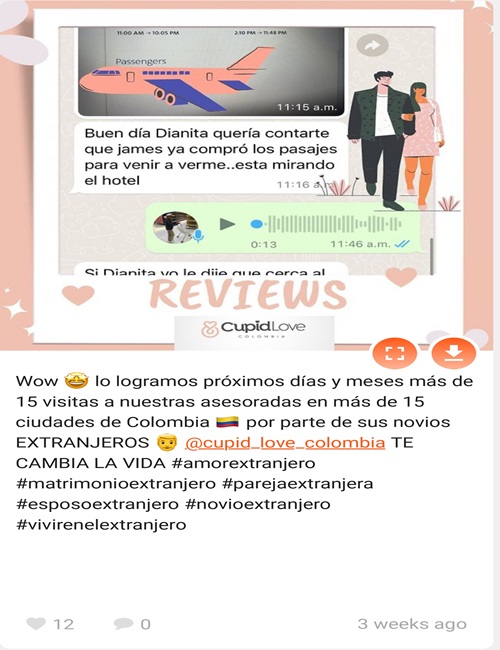 11:00 AM → 10:05 PM 2:10 PM → 11:48 PM
Passengers
11:15 a.m.
Buen día Dianita quería contarte
que james ya compró los pasajes
para venir a verme..esta mirando
el hotel
11:16 a
0:13 11:46 a.m.
Si Dianita yo le dije que cerca al
REVIEWS
CupidLove
COLOMBIA
Wow 🤩 lo logramos próximos días y meses más de
15 visitas a nuestras asesoradas en más de 15
ciudades de Colombia 🇨🇴 por parte de sus novios
EXTRANJEROS 👨 @cupid_love_colombia TE
CAMBIA LA VIDA #amorextranjero
#matrimonioextranjero #parejaextranjera
#esposoextranjero #novioextranjero
#vivirenelextranjero
12 0 3 weeks ago